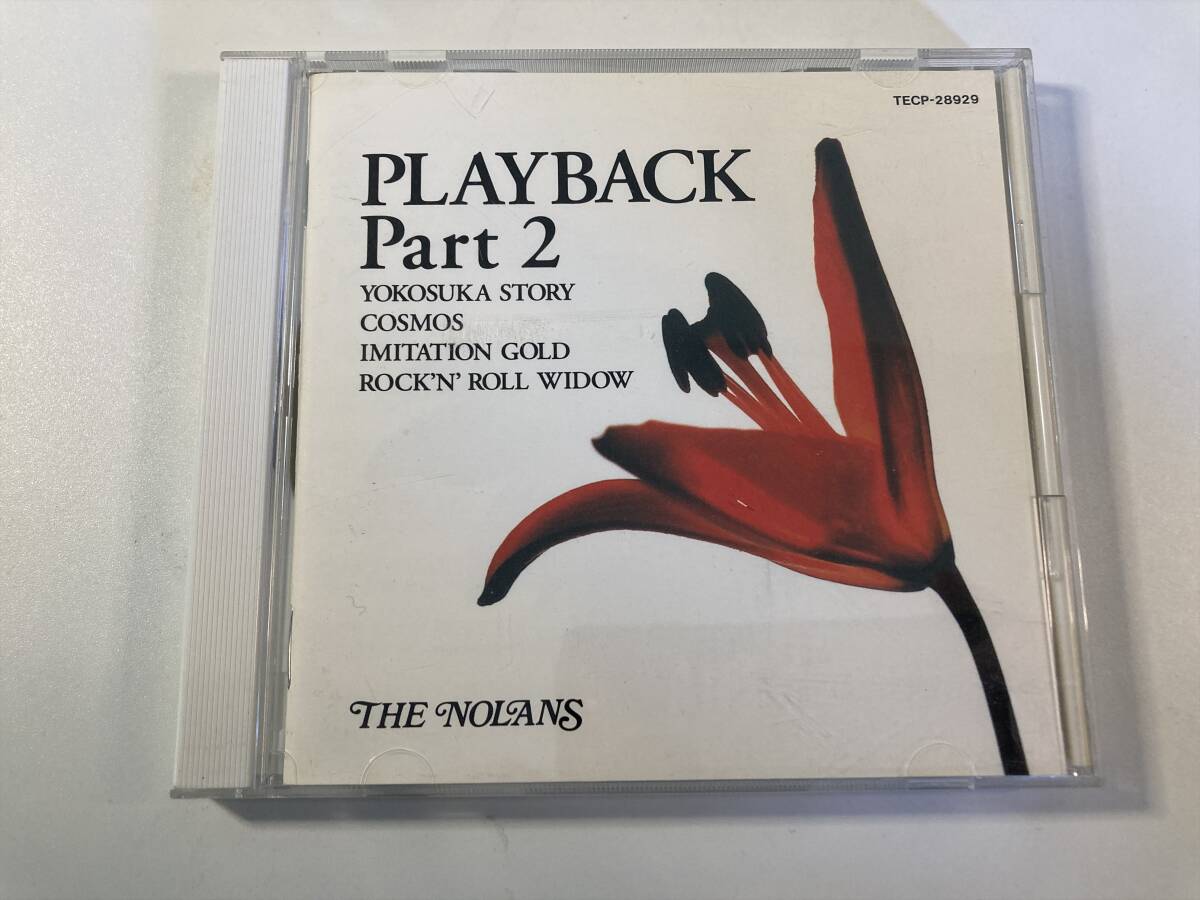 TECP-28929
PLAYBACK
Part 2
YOKOSUKA STORY
COSMOS
IMITATION GOLD
ROCK'N' ROLL WIDOW
THE NOLANS